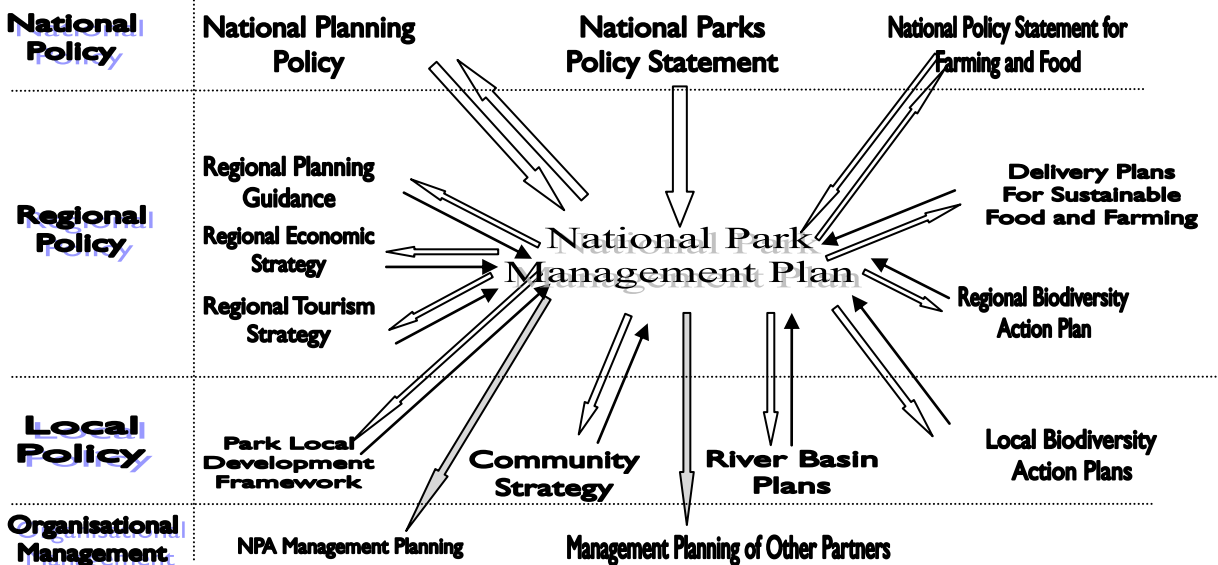 National
Policy
National Planning
Policy
National Parks
Policy Statement
National Policy Statement for
Farming and Food
Regional
Policy
Regional Planning
Guidance
Regional Economic
Strategy
Regional Tourism
Strategy
National Park
Management Plan
Delivery Plans
For Sustainable
Food and Farming
Regional Biodiversity
Action Plan
Local
Policy
Park Local
Development
Framework
Community
Strategy
River Basin
Plans
Local Biodiversity
Action Plans
Organisational
Management
NPA Management Planning
Management Planning of Other Partners